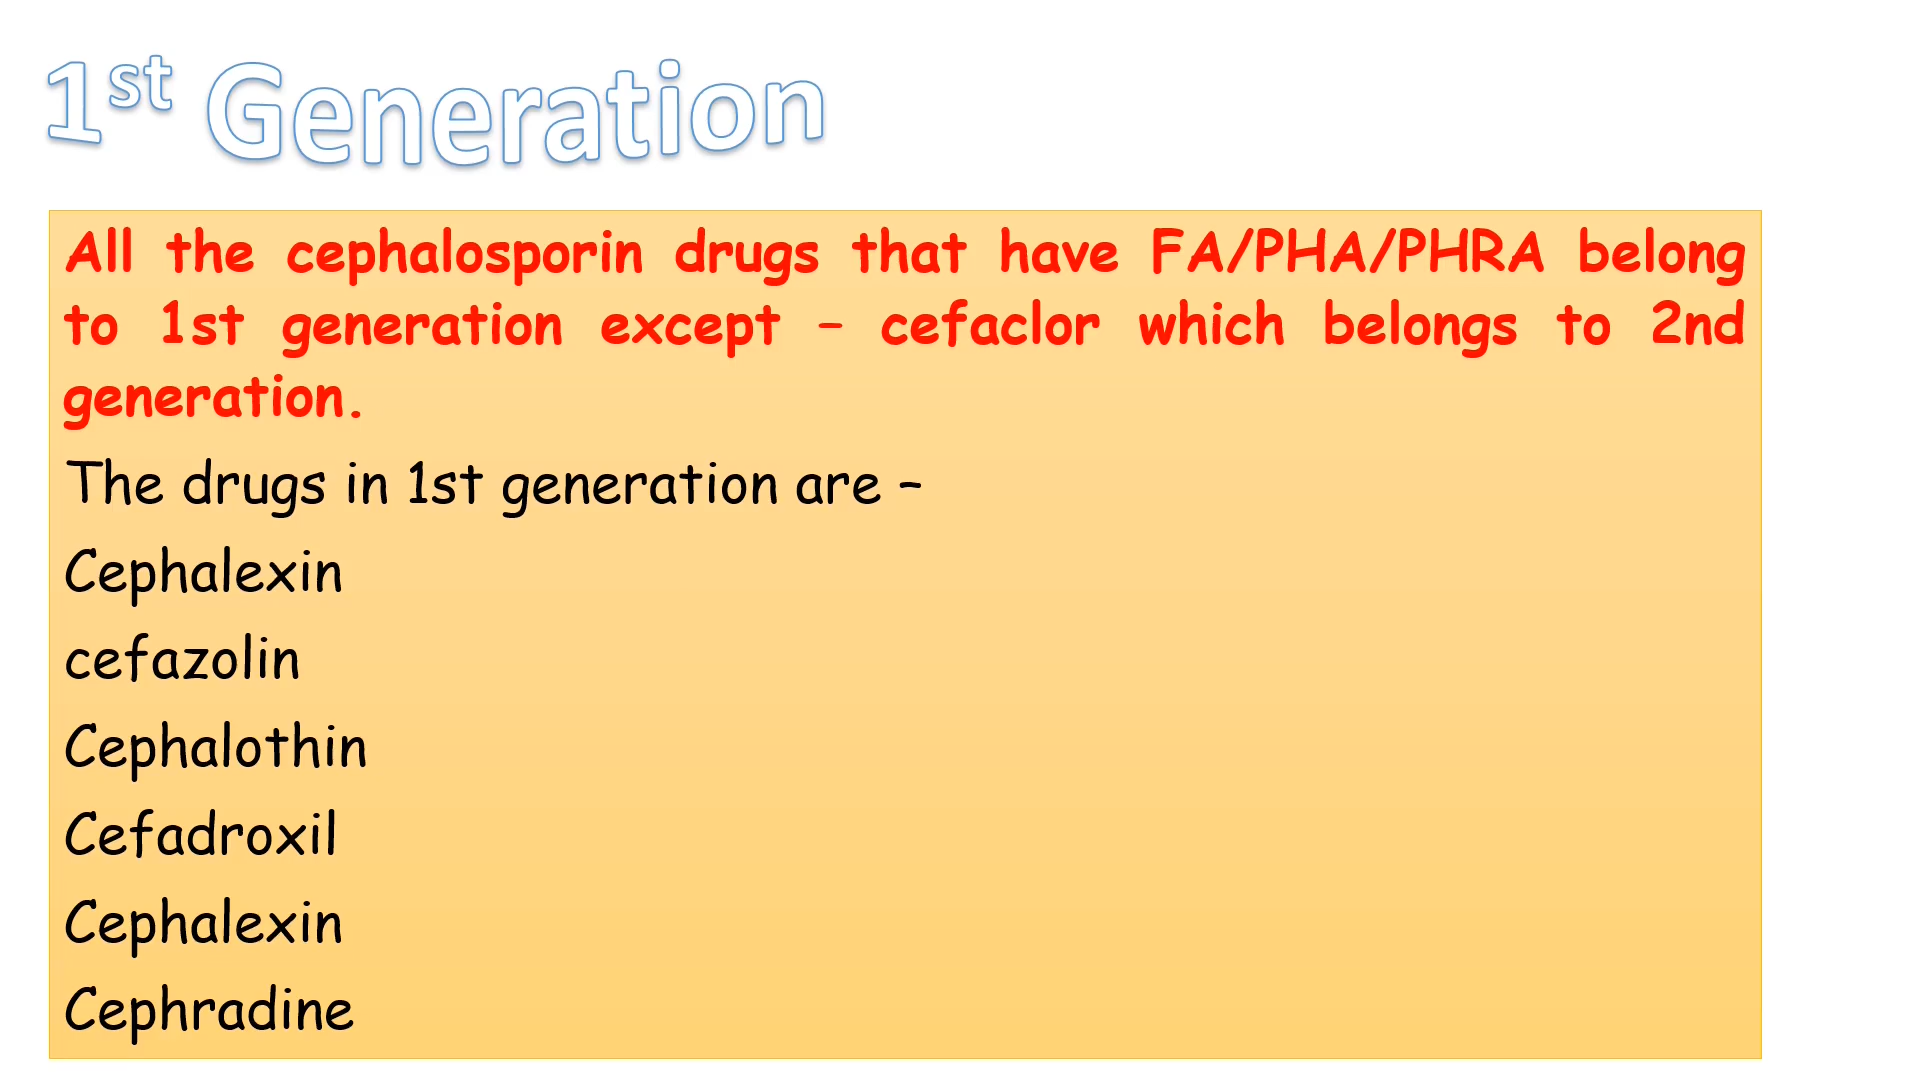 1st Generation
All the cephalosporin drugs that have FA/PHA/PHRA belong
to 1st generation except – cefaclor which belongs to 2nd
generation.
The drugs in 1st generation are –
Cephalexin
cefazolin
Cephalothin
Cefadroxil
Cephalexin
Cephradine